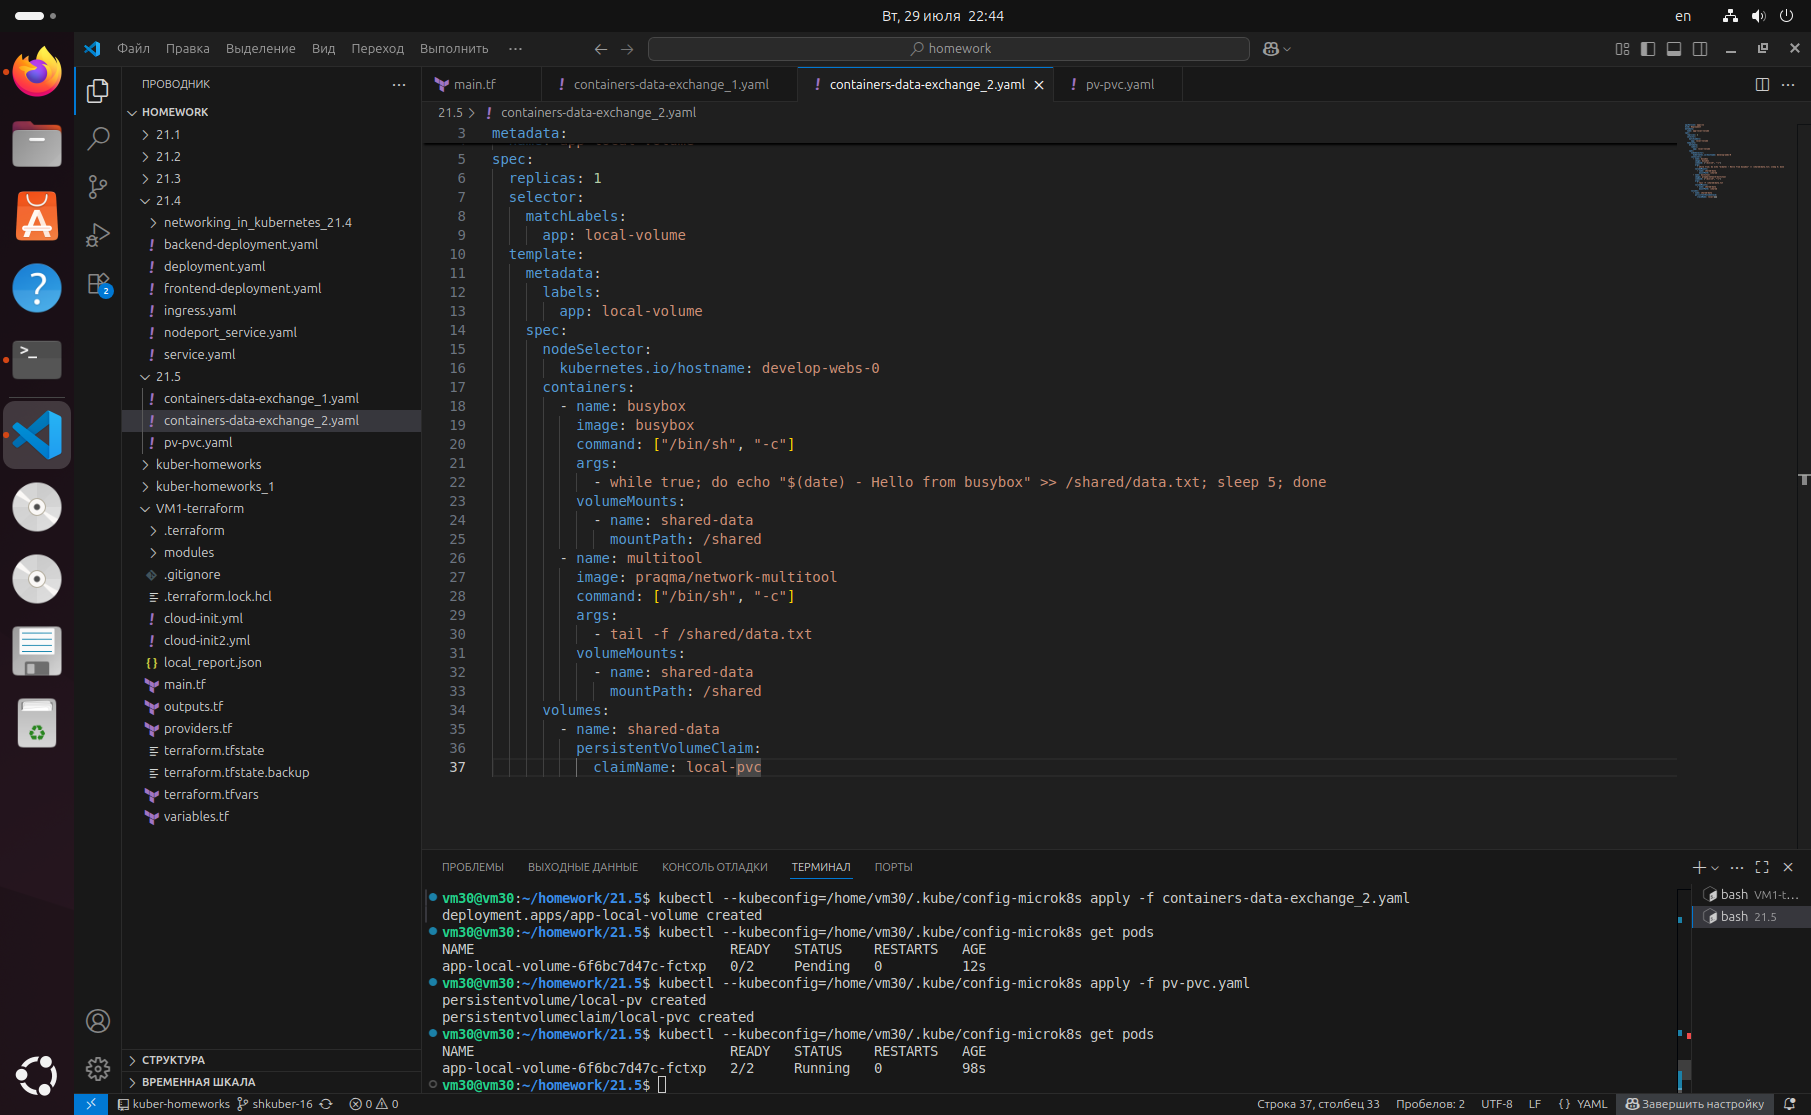 Вт, 29 июля 22:44
en
Файл Правка Выделение Вид Переход Выполнить ···
homework
ПРОВОДНИК
HOMEWORK
21.1
21.2
21.3
21.4
networking_in_kubernetes_21.4
backend-deployment.yaml
deployment.yaml
frontend-deployment.yaml
ingress.yaml
nodeport_service.yaml
service.yaml
21.5
containers-data-exchange_1.yaml
containers-data-exchange_2.yaml
pv-pvc.yaml
kuber-homeworks
kuber-homeworks_1
VM1-terraform
.terraform
modules
.gitignore
.terraform.lock.hcl
cloud-init.yml
cloud-init2.yml
local_report.json
main.tf
outputs.tf
providers.tf
terraform.tfstate
terraform.tfstate.backup
terraform.tfvars
variables.tf
СТРУКТУРА
ВРЕМЕННАЯ ШКАЛА
2
main.tf
containers-data-exchange_1.yaml
containers-data-exchange_2.yaml
pv-pvc.yaml
21.5 > ! containers-data-exchange_2.yaml
3 metadata:
5 spec:
6 replicas: 1
7 selector:
8 matchLabels:
9 app: local-volume
10 template:
11 metadata:
12 labels:
13 app: local-volume
14 spec:
15 nodeSelector:
16 kubernetes.io/hostname: develop-webs-0
17 containers:
18 - name: busybox
19 image: busybox
20 command: ["/bin/sh", "-c"]
21 args:
22 - while true; do echo "$(date) - Hello from busybox" >> /shared/data.txt; sleep 5; done
23 volumeMounts:
24 - name: shared-data
25 mountPath: /shared
26 - name: multitool
27 image: praqma/network-multitool
28 command: ["/bin/sh", "-c"]
29 args:
30 - tail -f /shared/data.txt
31 volumeMounts:
32 - name: shared-data
33 mountPath: /shared
34 volumes:
35 - name: shared-data
36 persistentVolumeClaim:
37 claimName: local-pvc
ПРОБЛЕМЫ ВЫХОДНЫЕ ДАННЫЕ КОНСОЛЬ ОТЛАДКИ ТЕРМИНАЛ ПОРТЫ
vm30@vm30:~/homework/21.5$ kubectl --kubeconfig=/home/vm30/.kube/config-microk8s apply -f containers-data-exchange_2.yaml
deployment.apps/app-local-volume created
vm30@vm30:~/homework/21.5$ kubectl --kubeconfig=/home/vm30/.kube/config-microk8s get pods
NAME READY STATUS RESTARTS AGE
app-local-volume-6f6bc7d47c-fctxp 0/2 Pending 0 12s
vm30@vm30:~/homework/21.5$ kubectl --kubeconfig=/home/vm30/.kube/config-microk8s apply -f pv-pvc.yaml
persistentvolume/local-pv created
persistentvolumeclaim/local-pvc created
vm30@vm30:~/homework/21.5$ kubectl --kubeconfig=/home/vm30/.kube/config-microk8s get pods
NAME READY STATUS RESTARTS AGE
app-local-volume-6f6bc7d47c-fctxp 2/2 Running 0 98s
vm30@vm30:~/homework/21.5$
bash VM1-t...
bash 21.5
kuber-homeworks shkuber-16 0 0
Строка 37, столбец 33 Пробелов: 2 UTF-8 LF {} YAML Завершить настройку